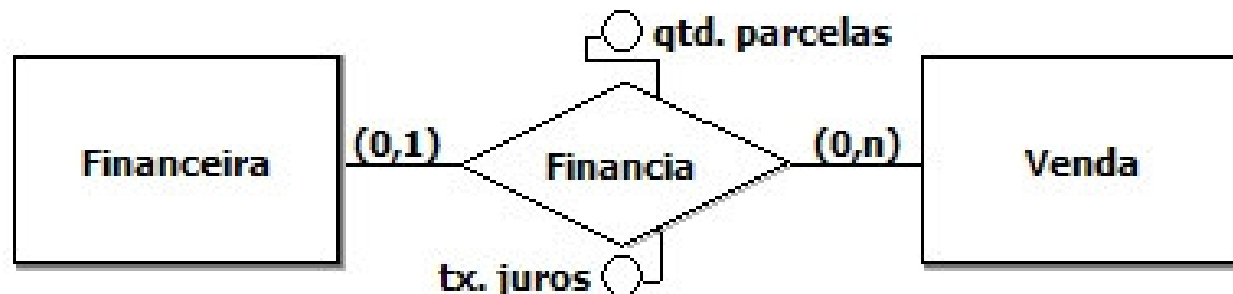 qtd. parcelas
Financeira
(0,1)
Financia
(0,n)
Venda
tx. juros